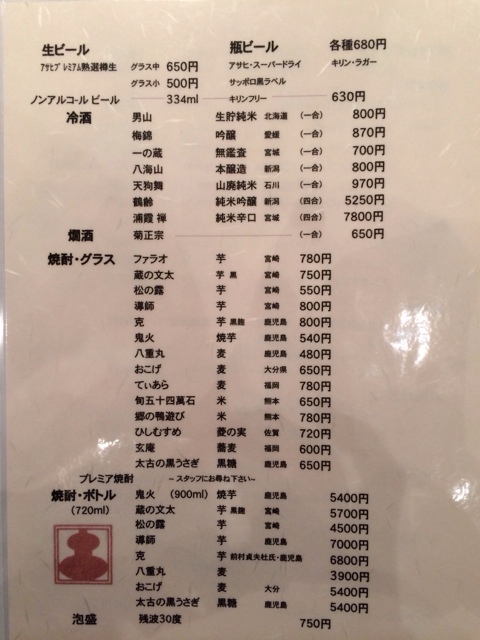 生ビール 瓶ビール 各種680円
アサヒプレミアム熟選樽生 グラス中 650円 アサヒ・スーパードライ キリン・ラガー
グラス小 500円 サッポロ黒ラベル
ノンアルコールビール 334ml キリンフリー 630円
冷酒 男山 生貯純米 北海道 (一合) 800円
梅錦 吟醸 愛媛 (一合) 870円
一の蔵 無鑑査 宮城 (一合) 700円
八海山 本醸造 新潟 (一合) 800円
天狗舞 山廃純米 石川 (一合) 970円
鶴齢 純米吟醸 新潟 (四合) 5250円
浦霞 禅 純米辛口 宮城 (四合) 7800円
燗酒 菊正宗 (一合) 650円
焼酎・グラス ファラオ 芋 宮崎 780円
蔵の文太 芋 黒 宮崎 750円
松の露 芋 宮崎 550円
導師 芋 宮崎 800円
克 芋 黒麹 鹿児島 800円
鬼火 焼芋 鹿児島 540円
八重丸 麦 鹿児島 480円
おこげ 麦 大分県 650円
てぃあら 麦 福岡 780円
旬五十四萬石 米 熊本 650円
郷の鴨遊び 米 熊本 780円
ひしむすめ 菱の実 佐賀 720円
玄庵 蕎麦 福岡 600円
太古の黒うさぎ 黒糖 鹿児島 650円
プレミア焼酎 ~スタッフにお尋ね下さい~
焼酎・ボトル 鬼火 (900ml) 焼芋 鹿児島 5400円
(720ml) 蔵の文太 芋 黒麹 宮崎 5700円
松の露 芋 宮崎 4500円
導師 芋 鹿児島 7000円
克 芋 前村貞夫杜氏・鹿児島 6800円
八重丸 麦 鹿児島 3900円
おこげ 麦 大分 5400円
太古の黒うさぎ 黒糖 鹿児島 5400円
泡盛 残波30度 750円